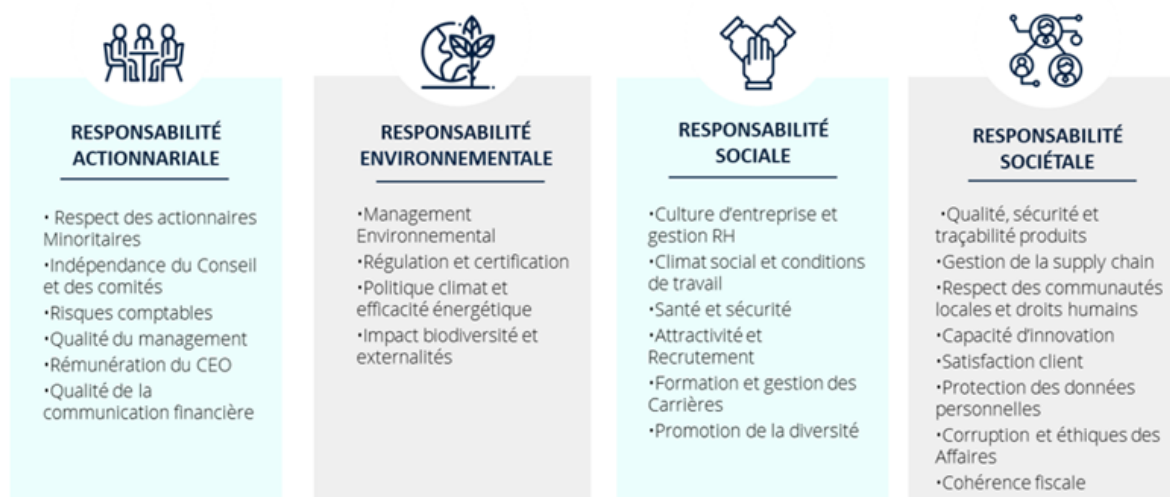 RESPONSABILITÉ
ACTIONNARIALE
• Respect des actionnaires
Minoritaires
•Indépendance du Conseil
et des comités
•Risques comptables
•Qualité du management
•Rémunération du CEO
•Qualité de la
communication financière
RESPONSABILITÉ
ENVIRONNEMENTALE
•Management
Environnemental
•Régulation et certification
•Politique climat et
efficacité énergétique
•Impact biodiversité et
externalités
RESPONSABILITÉ
SOCIALE
•Culture d'entreprise et
gestion RH
•Climat social et conditions
de travail
•Santé et sécurité
•Attractivité et
Recrutement
•Formation et gestion des
Carrières
•Promotion de la diversité
RESPONSABILITÉ
SOCIÉTALE
•Qualité, sécurité et
traçabilité produits
•Gestion de la supply chain
•Respect des communautés
locales et droits humains
•Capacité d'innovation
•Satisfaction client
•Protection des données
personnelles
•Corruption et éthiques des
Affaires
•Cohérence fiscale